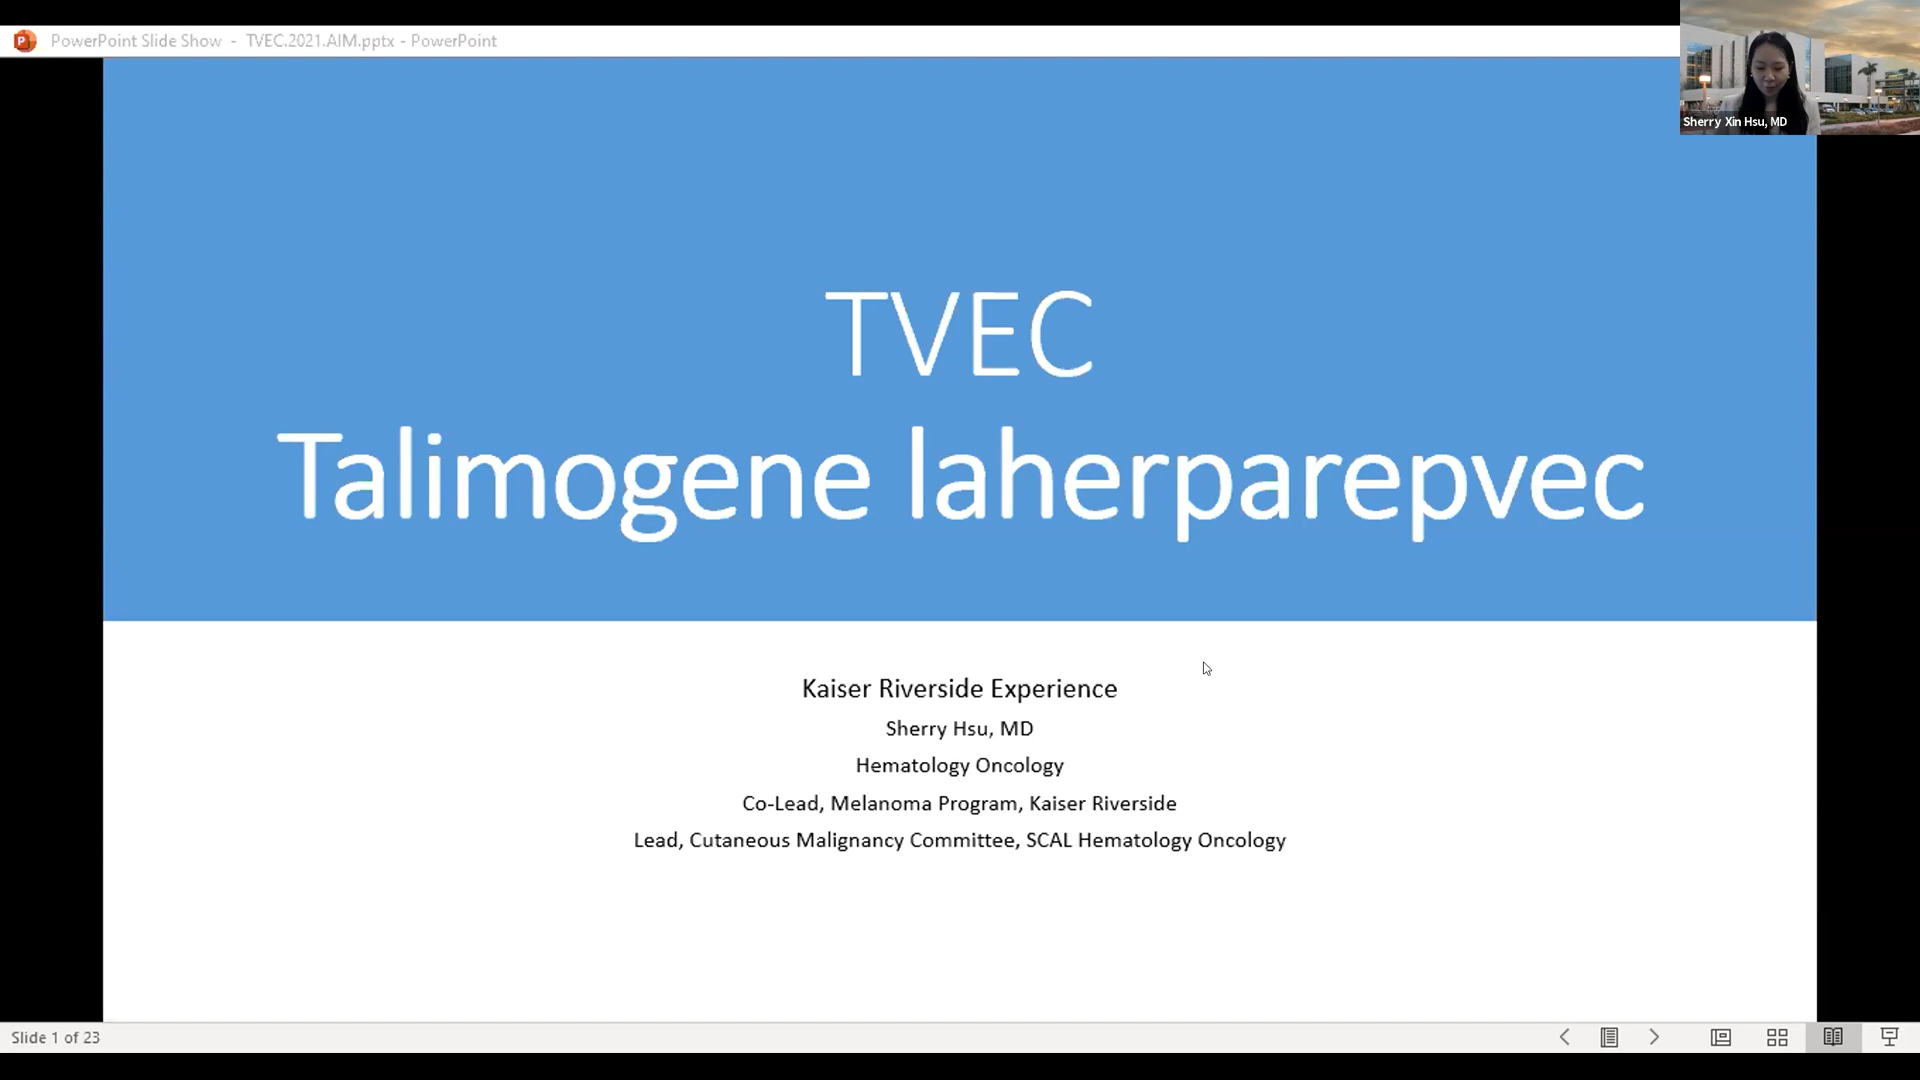 PowerPoint Slide Show - TVEC.2021.AIM.pptx - PowerPoint
Sherry Xin Hsu, MD
TVEC
Talimogene laherparepvec
Kaiser Riverside Experience
Sherry Hsu, MD
Hematology Oncology
Co-Lead, Melanoma Program, Kaiser Riverside
Lead, Cutaneous Malignancy Committee, SCAL Hematology Oncology
Slide 1 of 23